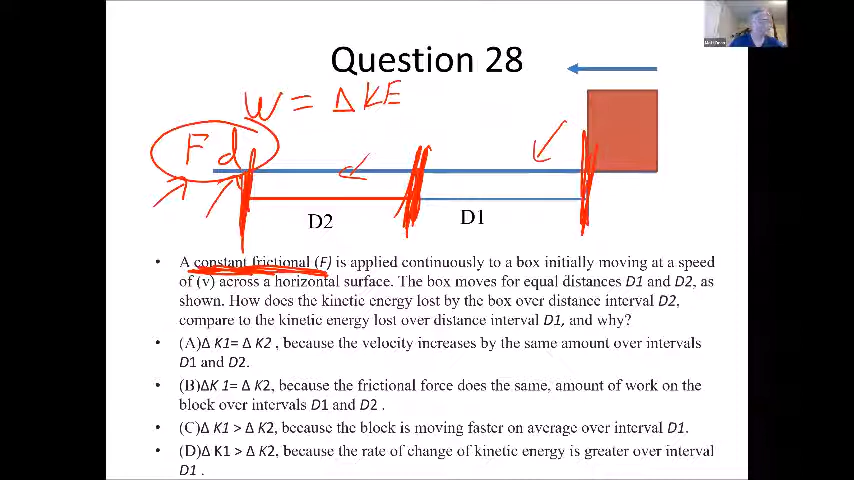 Question 28
W = Δ KE
F d
D2
D1
• A constant frictional (F) is applied continuously to a box initially moving at a speed
of (v) across a horizontal surface. The box moves for equal distances D1 and D2, as
shown. How does the kinetic energy lost by the box over distance interval D2,
compare to the kinetic energy lost over distance interval D1, and why?
• (A)Δ K1= Δ K2 , because the velocity increases by the same amount over intervals
D1 and D2.
• (B)ΔK 1= Δ K2, because the frictional force does the same, amount of work on the
block over intervals D1 and D2 .
• (C)Δ K1 > Δ K2, because the block is moving faster on average over interval D1.
• (D)Δ K1 > Δ K2, because the rate of change of kinetic energy is greater over interval
D1 .